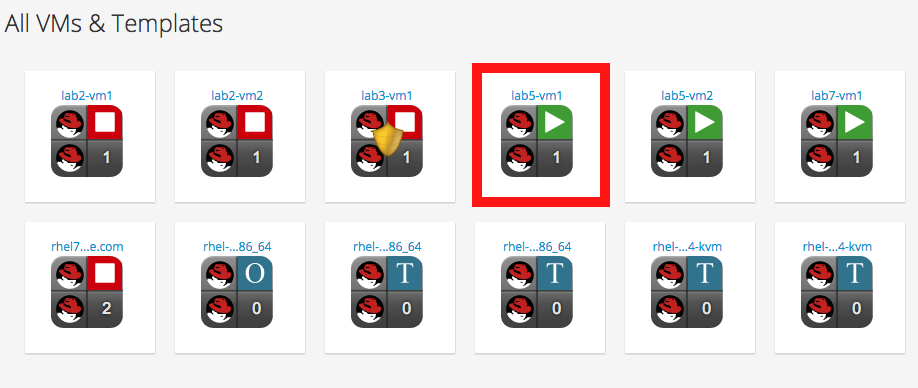 All VMs & Templates
lab2-vm1
lab2-vm2
lab3-vm1
lab5-vm1
lab5-vm2
lab7-vm1
1
1
1
1
1
1
rhel7...e.com
rhel-...86_64
rhel-...86_64
rhel-...86_64
rhel-...4-kvm
rhel-...4-kvm
O
T
T
T
T
2
0
0
0
0
0